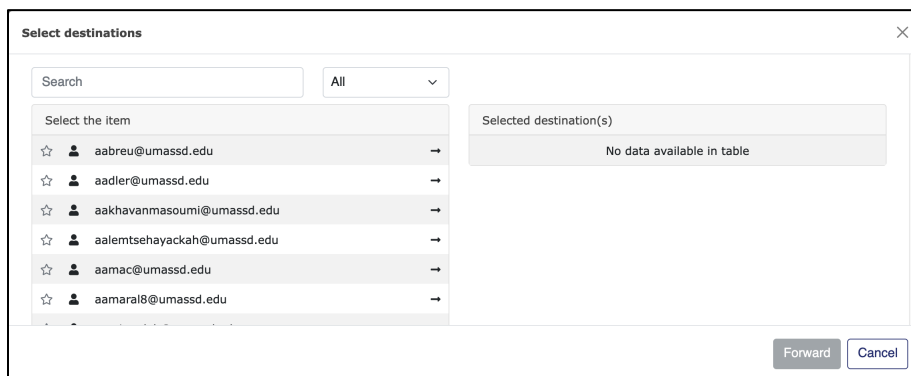 Select destinations
Search
All
Select the item
Selected destination(s)
aabreu@umassd.edu
No data available in table
aadler@umassd.edu
aakhavanmasoumi@umassd.edu
aalemtsehayackah@umassd.edu
aamac@umassd.edu
aamaral8@umassd.edu
Forward
Cancel